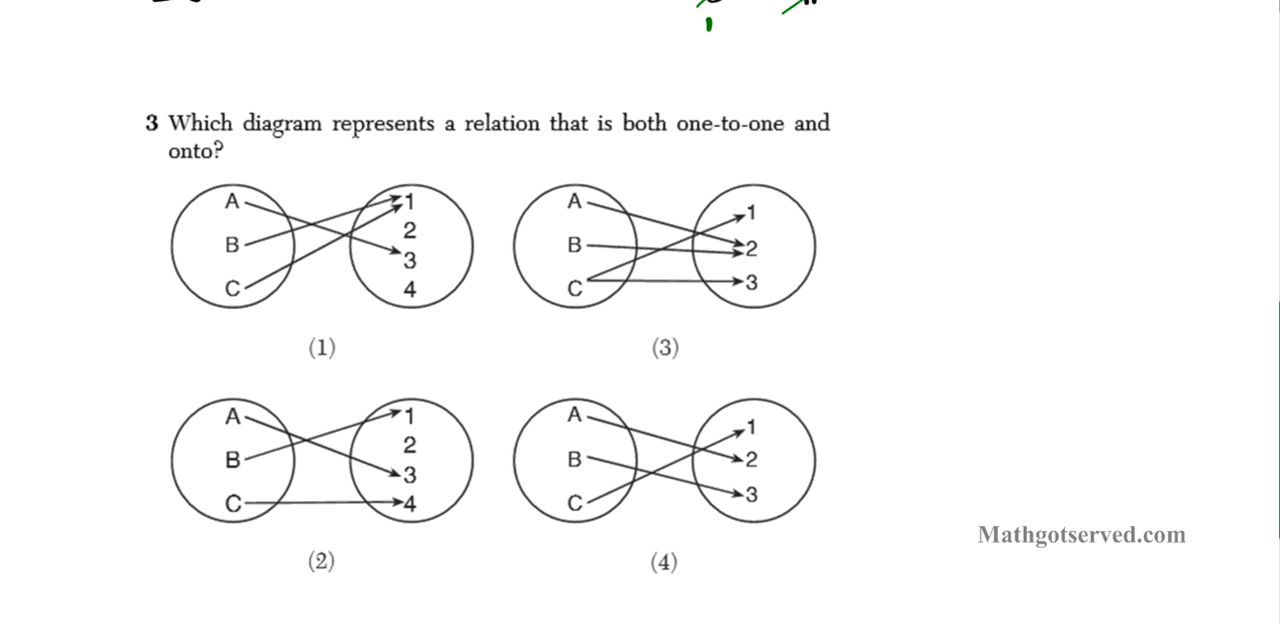 3 Which diagram represents a relation that is both one-to-one and
onto?
A
B
C
1
2
3
4
(1)
A
B
C
1
2
3
(3)
A
B
C
1
2
3
4
(2)
A
B
C
1
2
3
(4)
Mathgotserved.com